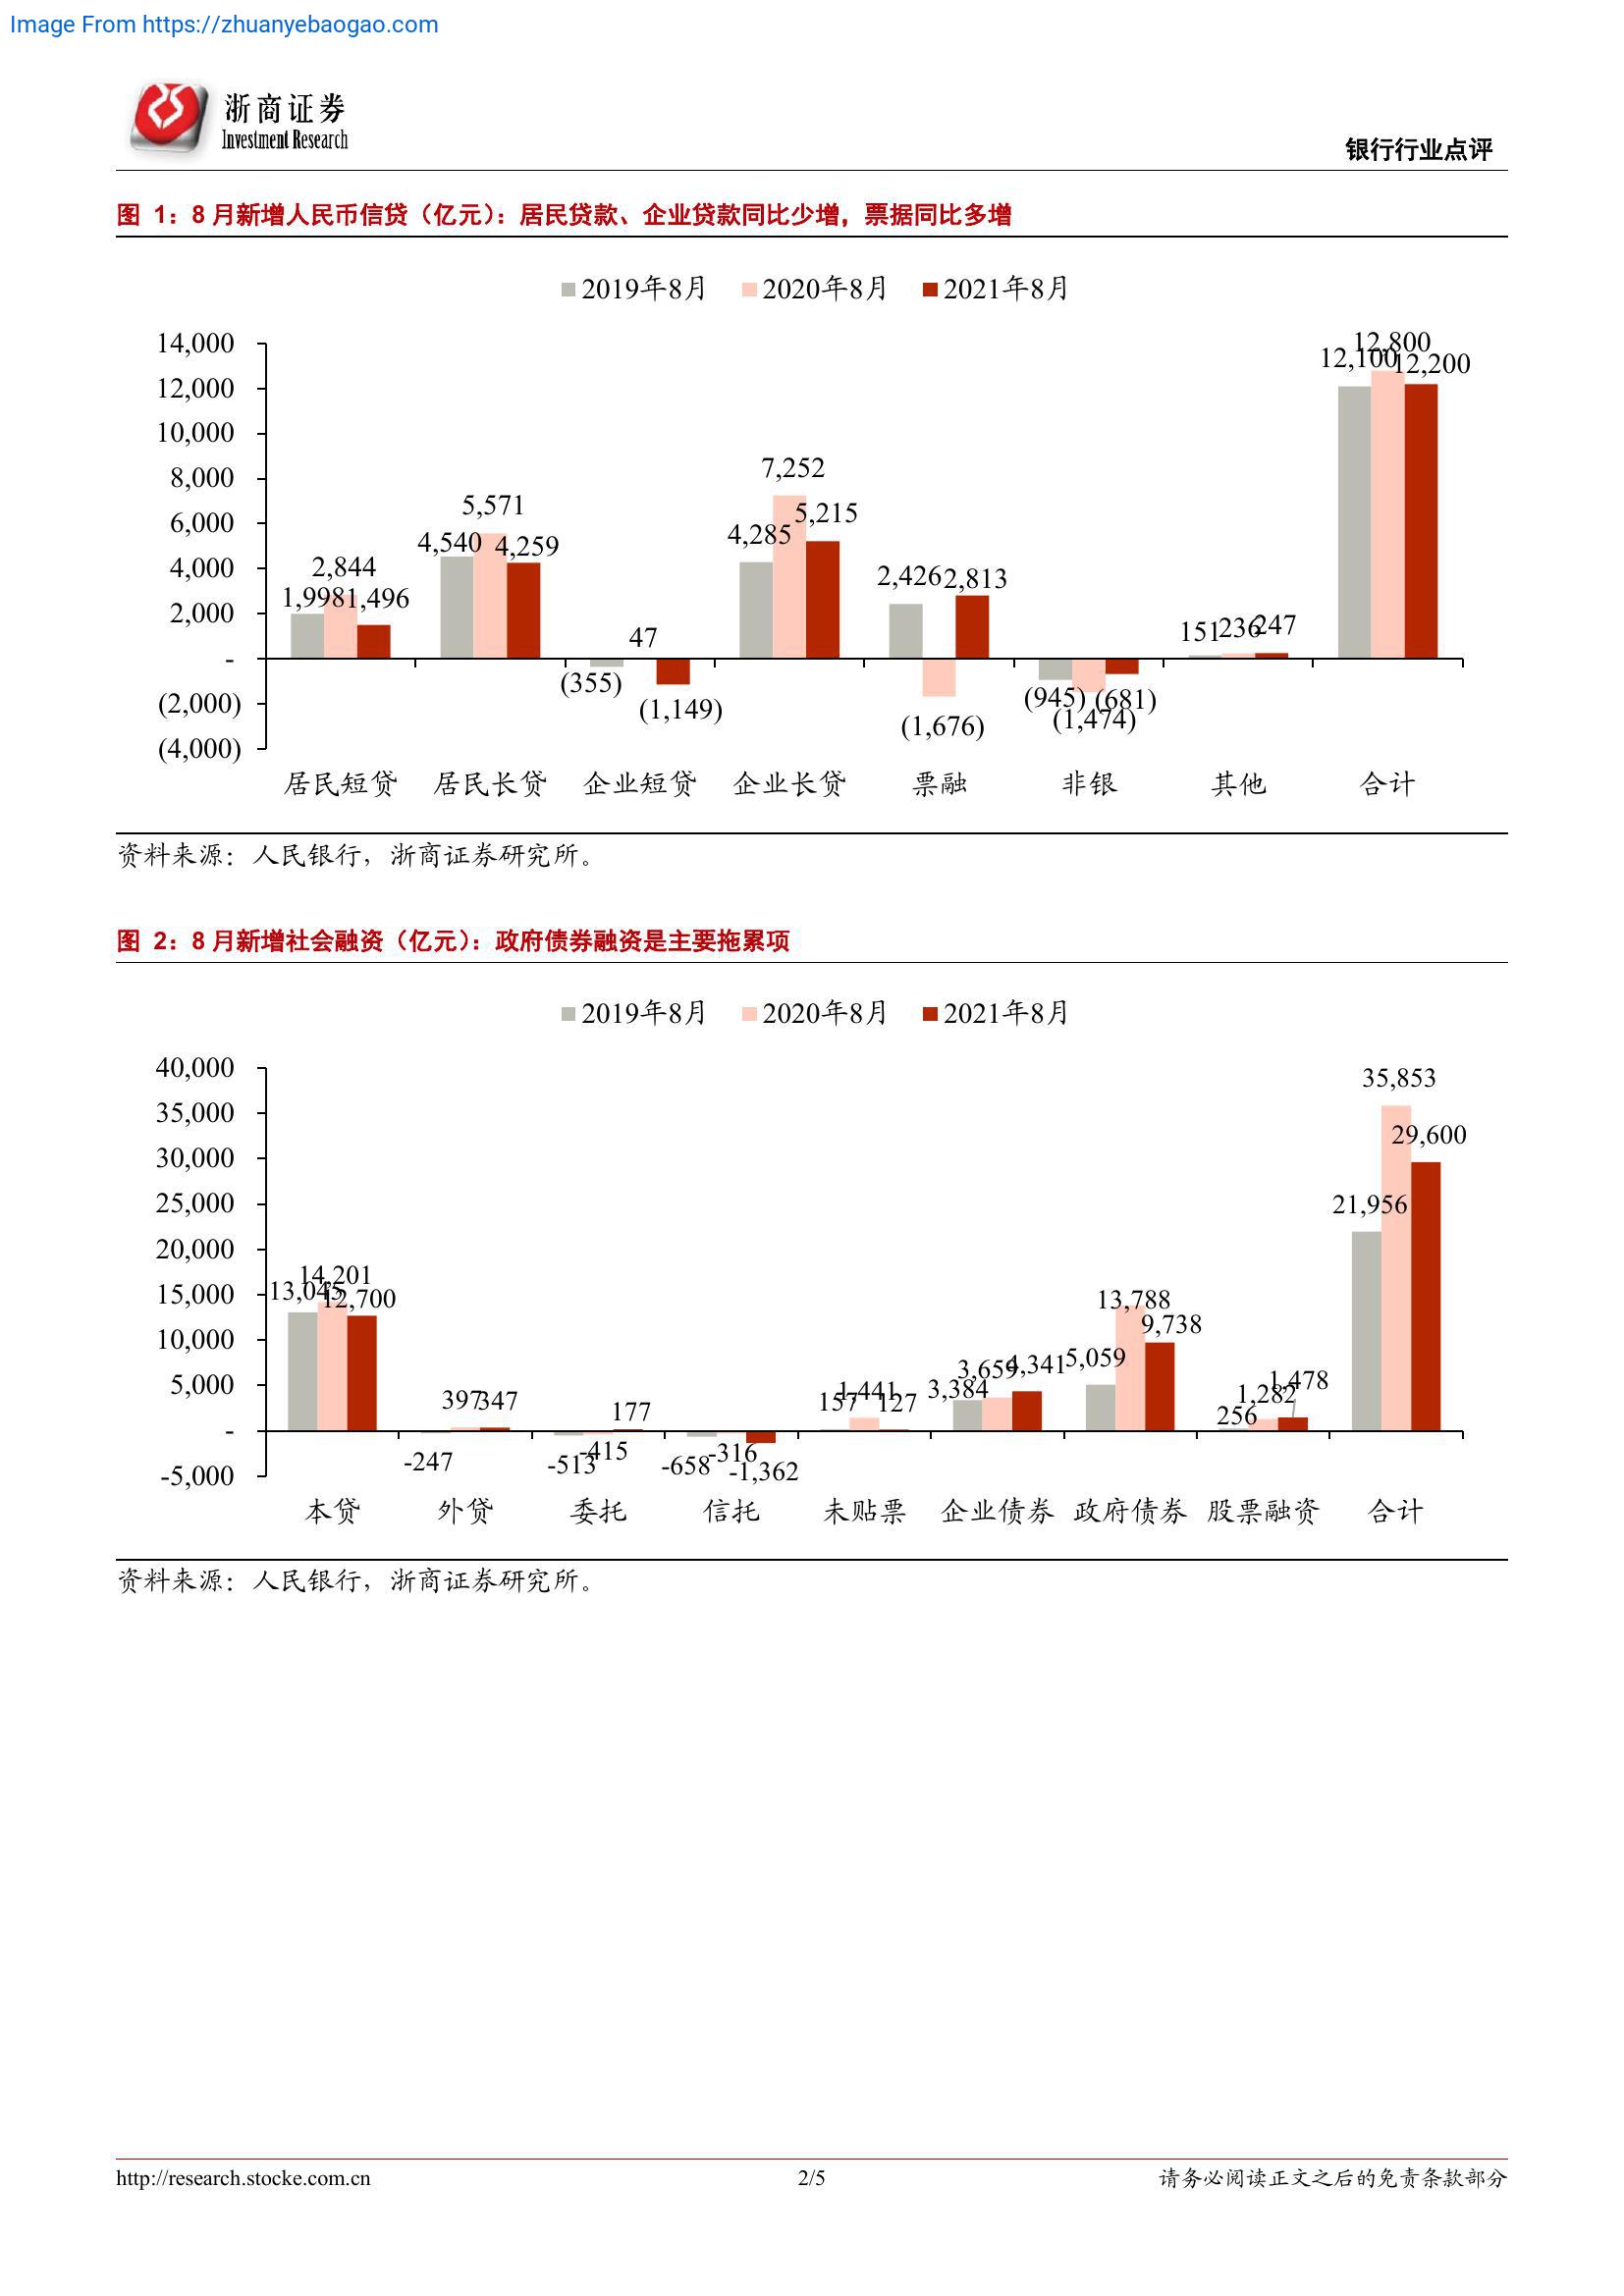 Image From https://zhuanyebaogao.com
浙商证券
Investment Research
银行行业点评
图 1：8 月新增人民币信贷（亿元）：居民贷款、企业贷款同比少增，票据同比多增
2019年8月 2020年8月 2021年8月
14,000
12,000
10,000
8,000
6,000
4,000
2,000
-
(2,000)
(4,000)
1,998 2,844 1,496
4,540 5,571 4,259
(355) 47 (1,149)
4,285 7,252 5,215
2,426 (1,676) 2,813
(945) (1,474) (681)
151 236 247
12,100 12,800 12,200
居民短贷 居民长贷 企业短贷 企业长贷 票融 非银 其他 合计
资料来源：人民银行，浙商证券研究所。
图 2：8 月新增社会融资（亿元）：政府债券融资是主要拖累项
2019年8月 2020年8月 2021年8月
40,000
35,000
30,000
25,000
20,000
15,000
10,000
5,000
-
-5,000
13,045 14,201 12,700
-247 397 347
-513 -415 177
-658 -316 -1,362
157 1,441 127
3,384 3,659 4,341
5,059 13,788 9,738
256 1,282 1,478
21,956 35,853 29,600
本贷 外贷 委托 信托 未贴票 企业债券 政府债券 股票融资 合计
资料来源：人民银行，浙商证券研究所。
http://research.stocke.com.cn 2/5 请务必阅读正文之后的免责条款部分